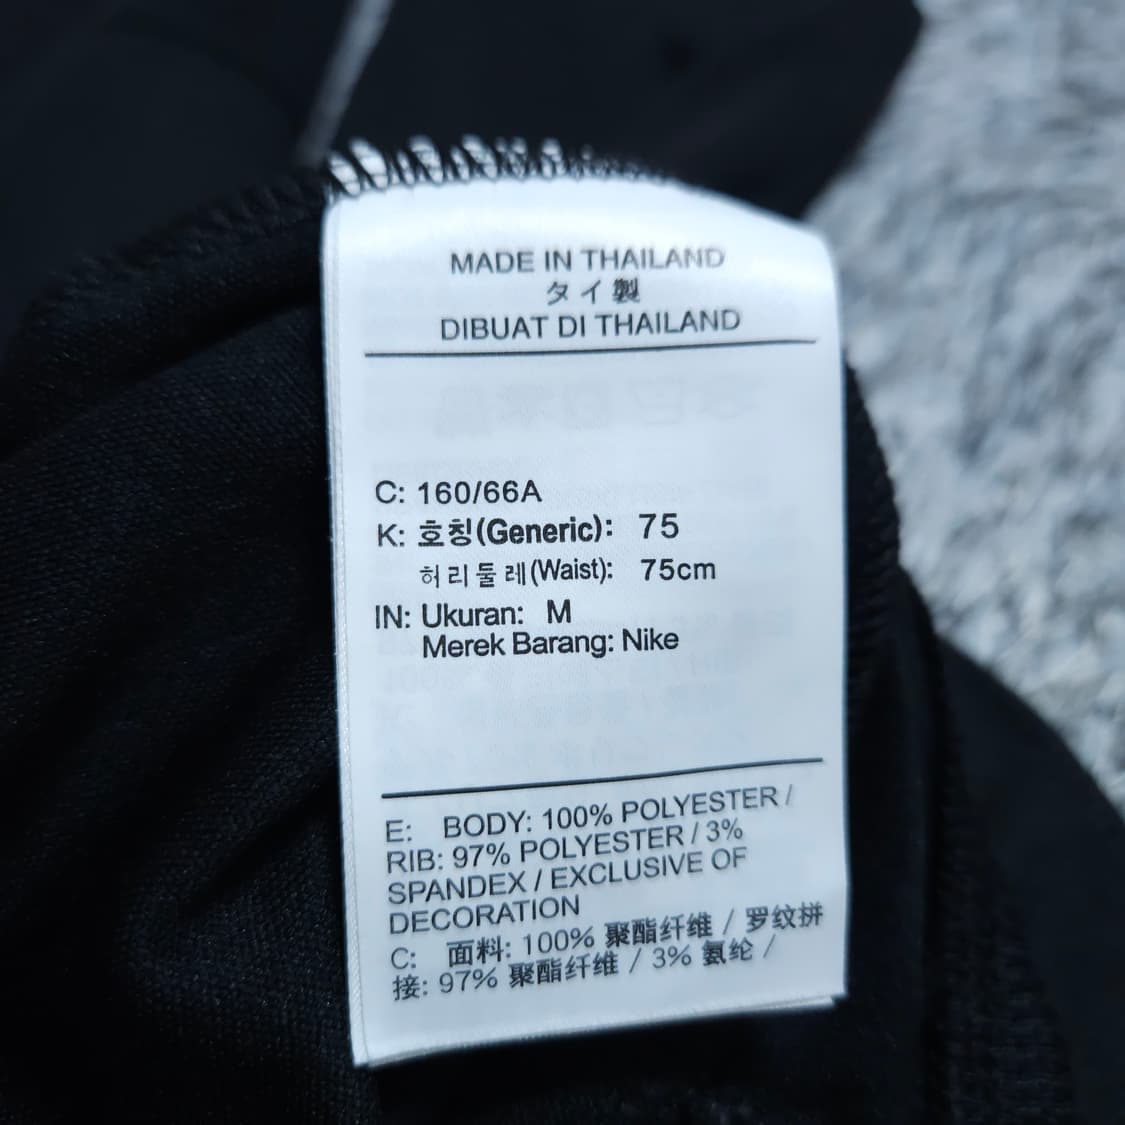 MADE IN THAILAND
タイ製
DIBUAT DI THAILAND
C: 160/66A
K: 호칭(Generic): 75
허리둘레(Waist): 75cm
IN: Ukuran: M
Merek Barang: Nike
E: BODY: 100% POLYESTER /
RIB: 97% POLYESTER / 3%
SPANDEX / EXCLUSIVE OF
DECORATION
C: 面料: 100% 聚酯纤维 / 罗纹拼
接: 97% 聚酯纤维 / 3% 氨纶 /